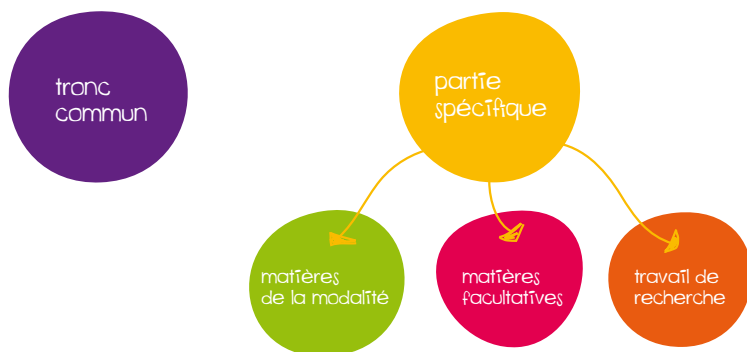 tronc
commun
partie
spécifique
matières
de la modalité
matières
facultatives
travail de
recherche